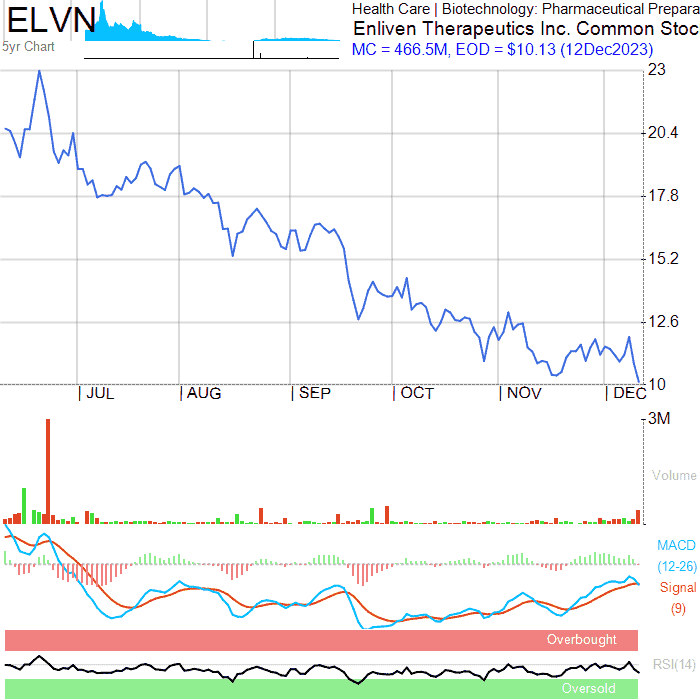 ELVN
5yr Chart
Health Care | Biotechnology: Pharmaceutical Prepara
Enliven Therapeutics Inc. Common Stoc
MC = 466.5M, EOD = $10.13 (12Dec2023)
23
20.4
17.8
15.2
12.6
10
| JUL | AUG | SEP | OCT | NOV | DEC
3M
Volume
MACD
(12-26)
Signal
(9)
Overbought
RSI(14)
Oversold